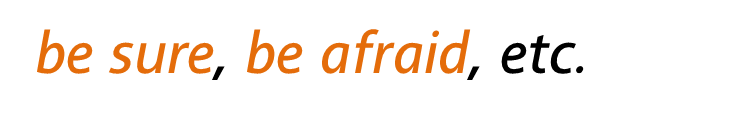 be sure, be afraid, etc.